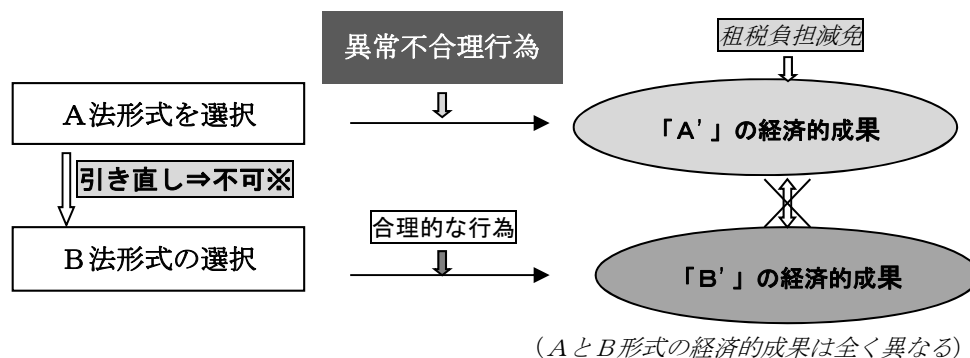 異常不合理行為
租税負担減免
Ａ法形式を選択
「Ａ'」の経済的成果
引き直し⇒不可※
合理的な行為
Ｂ法形式の選択
「Ｂ'」の経済的成果
（ＡとＢ形式の経済的成果は全く異なる）